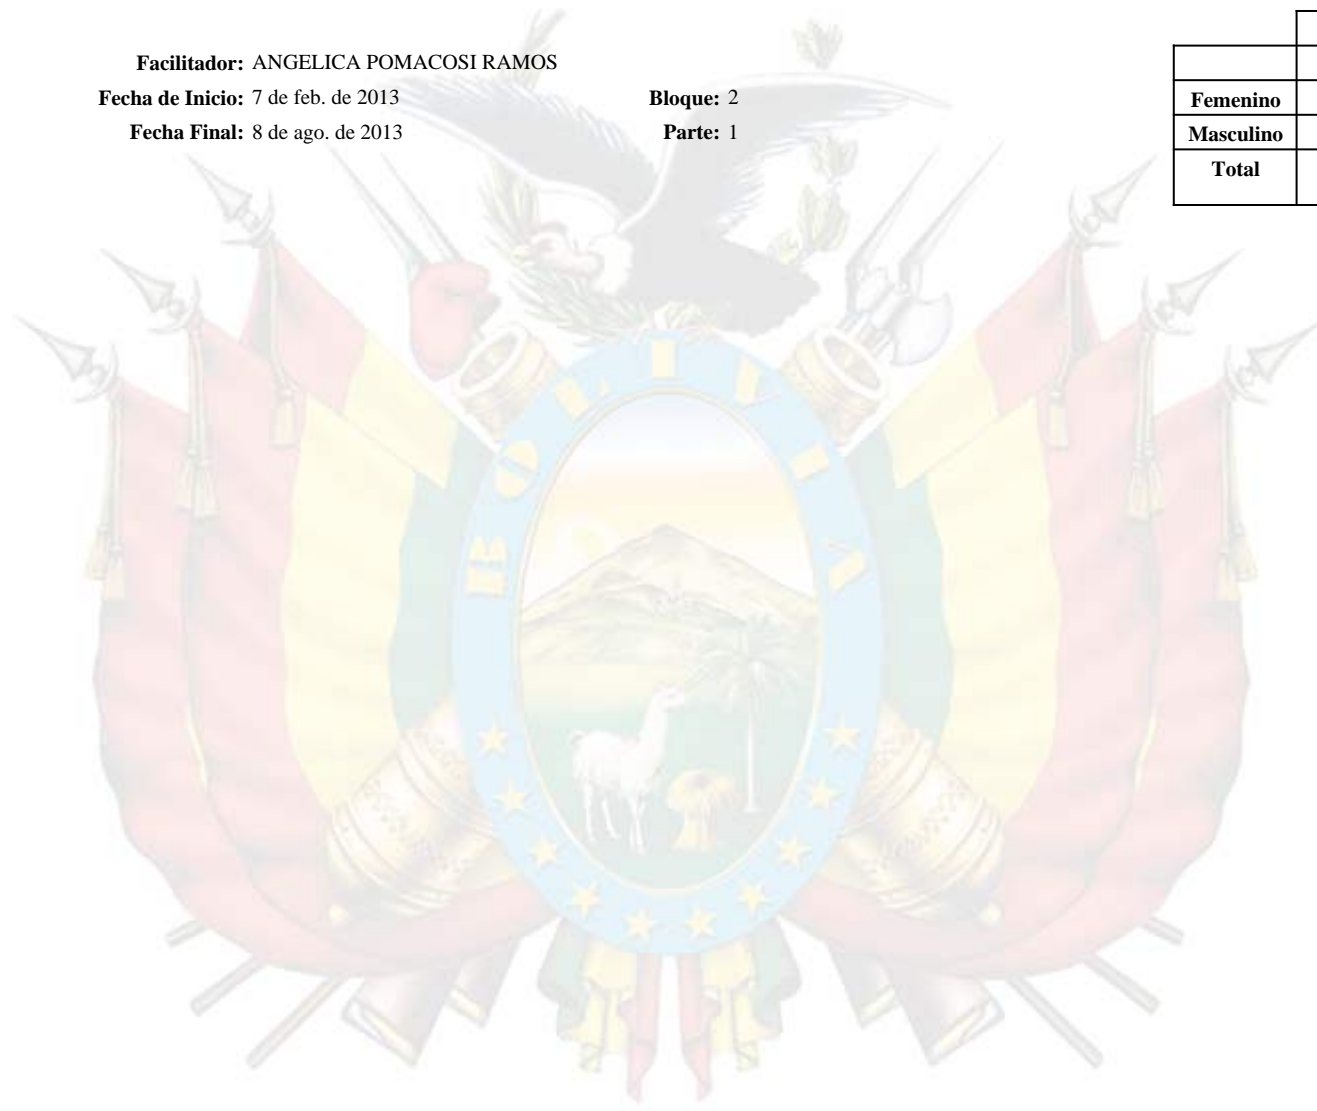 Facilitador: ANGELICA POMACOSI RAMOS
Fecha de Inicio: 7 de feb. de 2013 Bloque: 2
Fecha Final: 8 de ago. de 2013 Parte: 1
Femenino
Masculino
Total
BOLIVIA